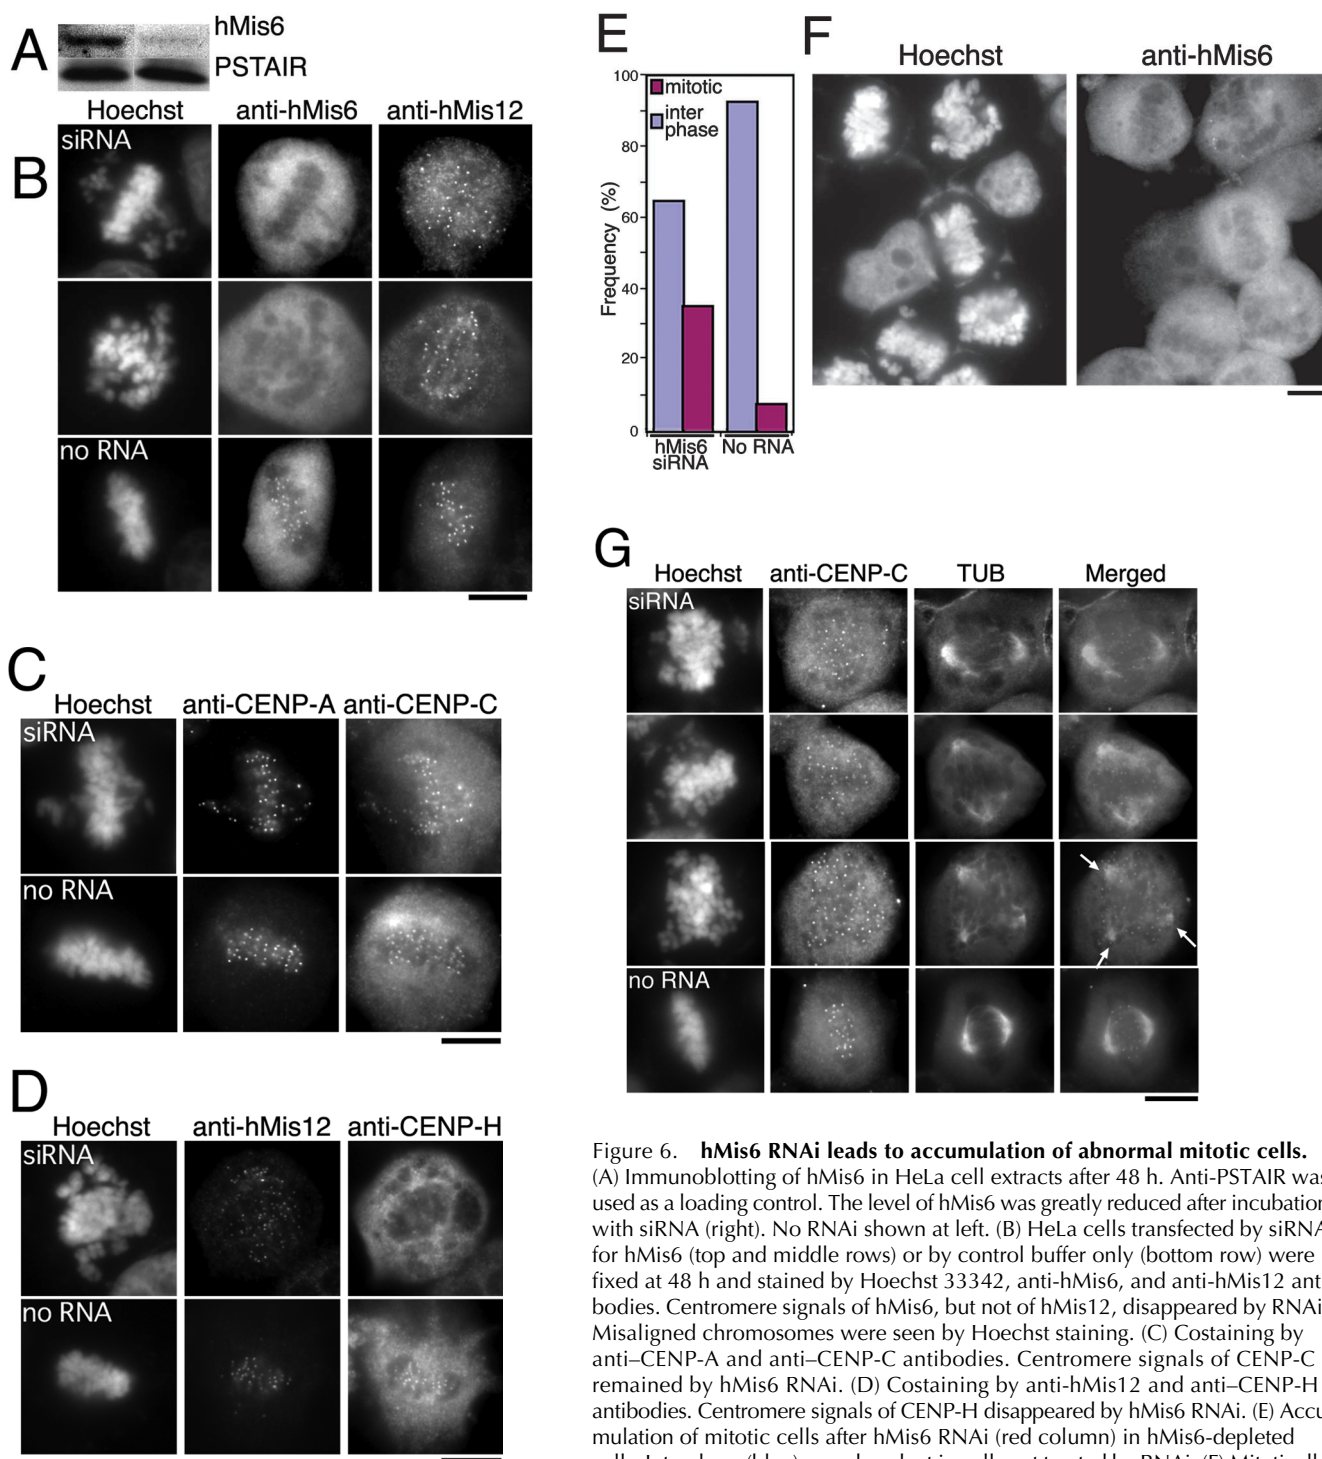 A
hMis6
PSTAIR
B
Hoechst anti-hMis6 anti-hMis12
siRNA
no RNA
C
Hoechst anti-CENP-A anti-CENP-C
siRNA
no RNA
D
Hoechst anti-hMis12 anti-CENP-H
siRNA
no RNA
E
mitotic
inter
phase
Frequency (%)
100
80
60
40
20
0
hMis6
siRNA
No RNA
F
Hoechst anti-hMis6
G
Hoechst anti-CENP-C TUB Merged
siRNA
no RNA
Figure 6. hMis6 RNAi leads to accumulation of abnormal mitotic cells.
(A) Immunoblotting of hMis6 in HeLa cell extracts after 48 h. Anti-PSTAIR was
used as a loading control. The level of hMis6 was greatly reduced after incubation
with siRNA (right). No RNAi shown at left. (B) HeLa cells transfected by siRNA
for hMis6 (top and middle rows) or by control buffer only (bottom row) were
fixed at 48 h and stained by Hoechst 33342, anti-hMis6, and anti-hMis12 ant
bodies. Centromere signals of hMis6, but not of hMis12, disappeared by RNAi
Misaligned chromosomes were seen by Hoechst staining. (C) Costaining by
anti–CENP-A and anti–CENP-C antibodies. Centromere signals of CENP-C
remained by hMis6 RNAi. (D) Costaining by anti-hMis12 and anti–CENP-H
antibodies. Centromere signals of CENP-H disappeared by hMis6 RNAi. (E) Accu
mulation of mitotic cells after hMis6 RNAi (red column) in hMis6-depleted